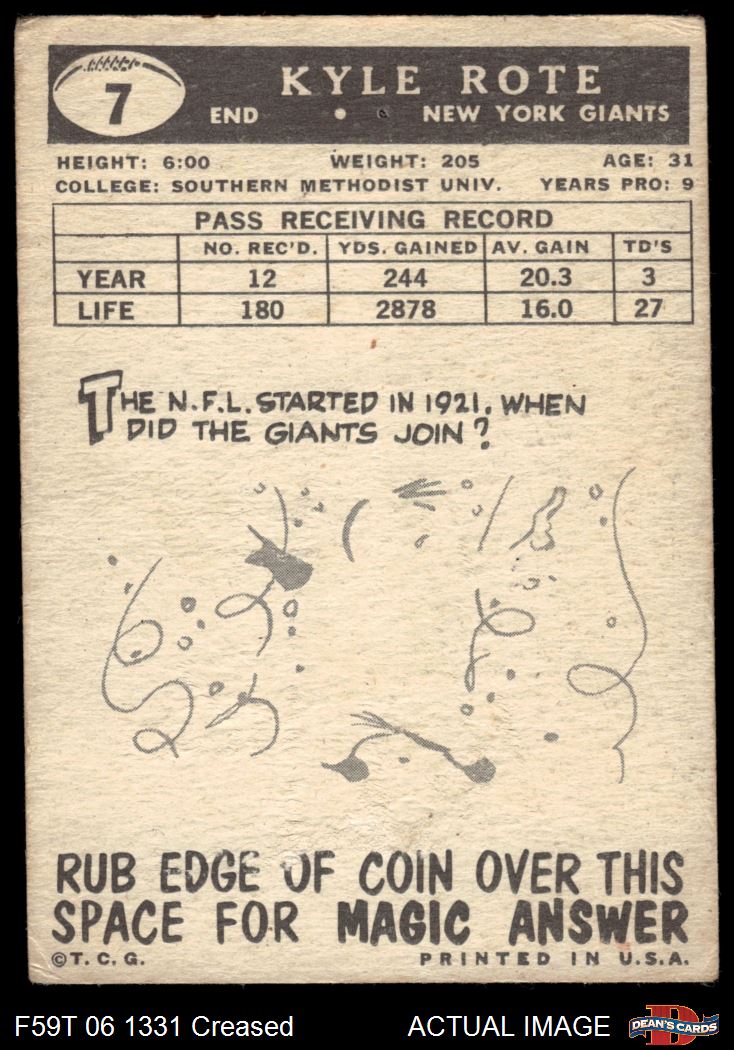 7
KYLE ROTE
END • NEW YORK GIANTS
HEIGHT: 6:00 WEIGHT: 205 AGE: 31
COLLEGE: SOUTHERN METHODIST UNIV. YEARS PRO: 9
PASS RECEIVING RECORD
NO. REC'D. YDS. GAINED AV. GAIN TD'S
YEAR 12 244 20.3 3
LIFE 180 2878 16.0 27
THE N.F.L. STARTED IN 1921. WHEN
DID THE GIANTS JOIN?
RUB EDGE OF COIN OVER THIS
SPACE FOR MAGIC ANSWER
©T.C.G. PRINTED IN U.S.A.
F59T 06 1331 Creased ACTUAL IMAGE DEAN'S CARDS